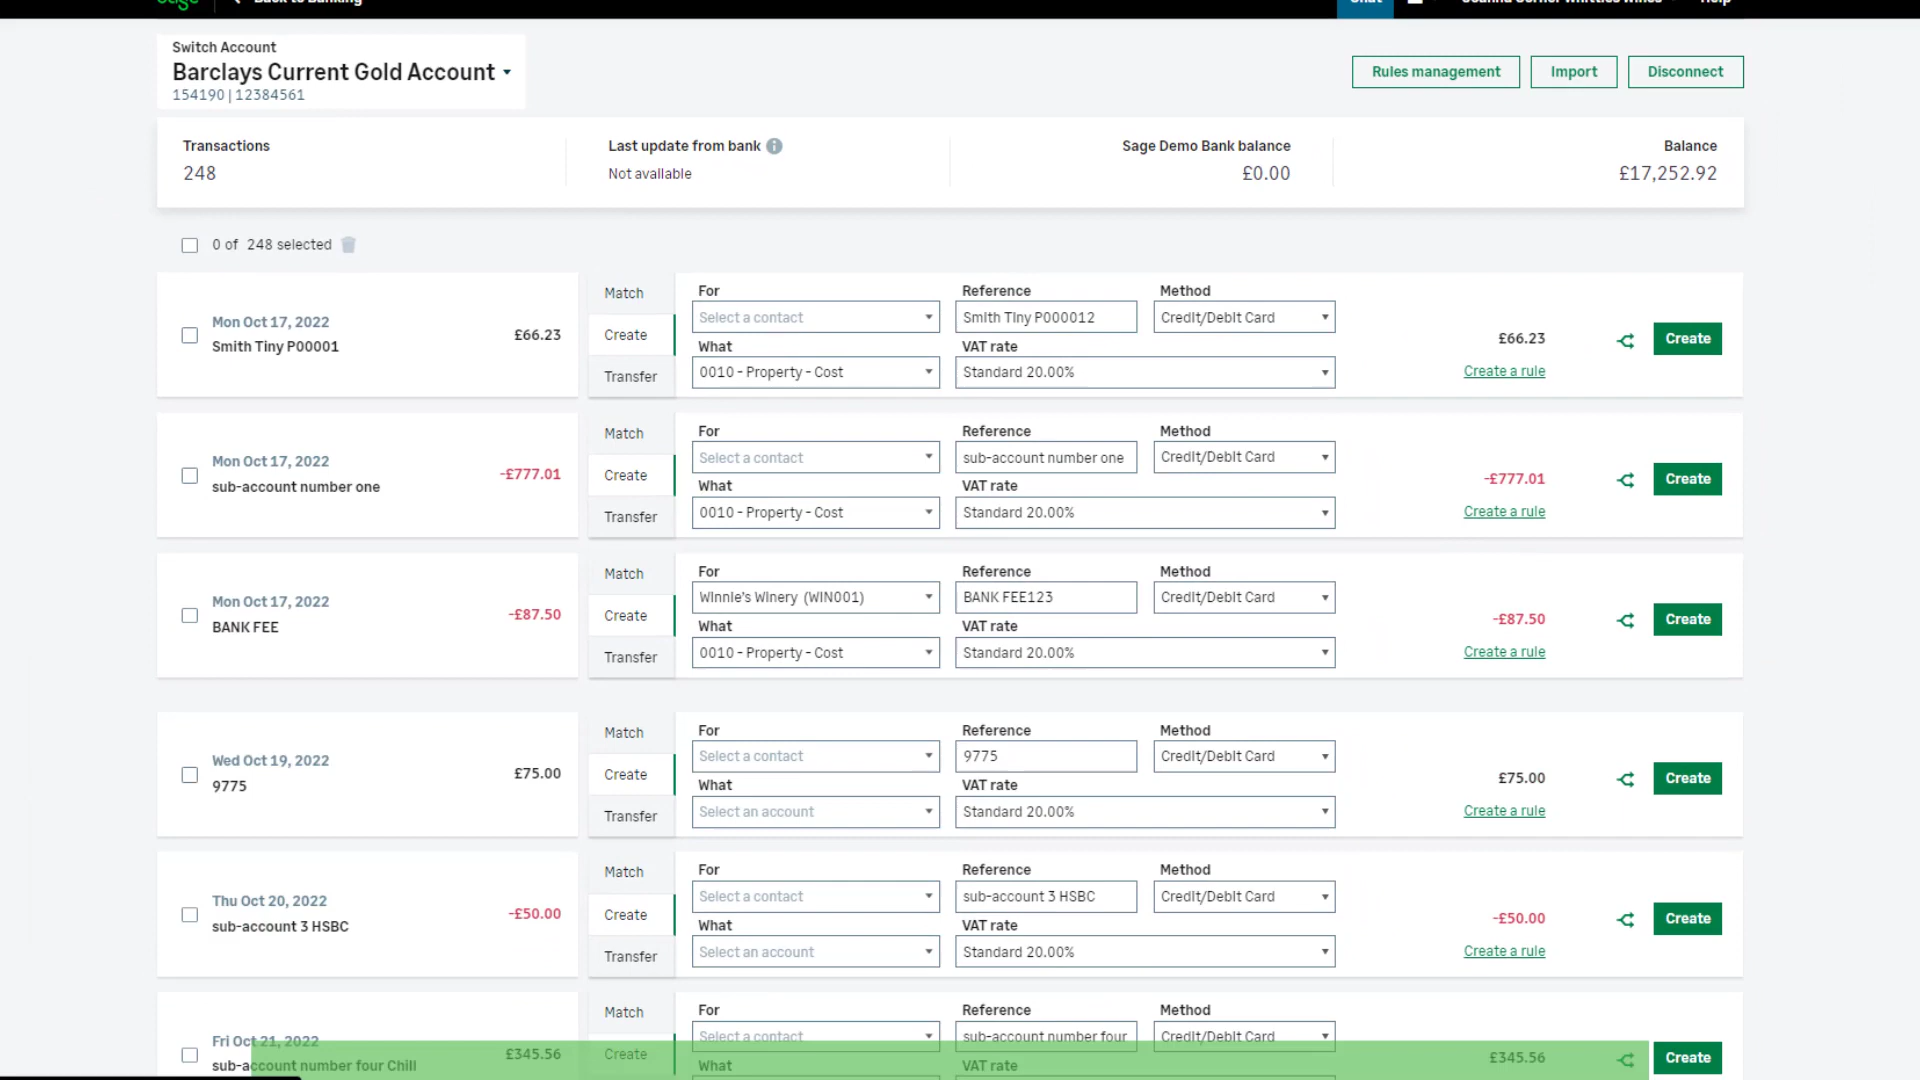 sage Back to Banking Chat Joanna Corner Whittles Wines Help
Switch Account
Barclays Current Gold Account
154190 | 12384561
Rules management Import Disconnect
Transactions Last update from bank Sage Demo Bank balance Balance
248 Not available £0.00 £17,252.92
0 of 248 selected
Mon Oct 17, 2022
Smith Tiny P00001
£66.23
Match
Create
Transfer
For Reference Method
Select a contact Smith Tiny P000012 Credit/Debit Card
What VAT rate
0010 - Property - Cost Standard 20.00%
£66.23
Create a rule
Create
Mon Oct 17, 2022
sub-account number one
-£777.01
Match
Create
Transfer
For Reference Method
Select a contact sub-account number one Credit/Debit Card
What VAT rate
0010 - Property - Cost Standard 20.00%
-£777.01
Create a rule
Create
Mon Oct 17, 2022
BANK FEE
-£87.50
Match
Create
Transfer
For Reference Method
Winnie's Winery (WIN001) BANK FEE123 Credit/Debit Card
What VAT rate
0010 - Property - Cost Standard 20.00%
-£87.50
Create a rule
Create
Wed Oct 19, 2022
9775
£75.00
Match
Create
Transfer
For Reference Method
Select a contact 9775 Credit/Debit Card
What VAT rate
Select an account Standard 20.00%
£75.00
Create a rule
Create
Thu Oct 20, 2022
sub-account 3 HSBC
-£50.00
Match
Create
Transfer
For Reference Method
Select a contact sub-account 3 HSBC Credit/Debit Card
What VAT rate
Select an account Standard 20.00%
-£50.00
Create a rule
Create
Fri Oct 21, 2022
sub-account number four Chill
£345.56
Match
Create
For Reference Method
Select a contact sub-account number four Credit/Debit Card
What VAT rate
£345.56
Create